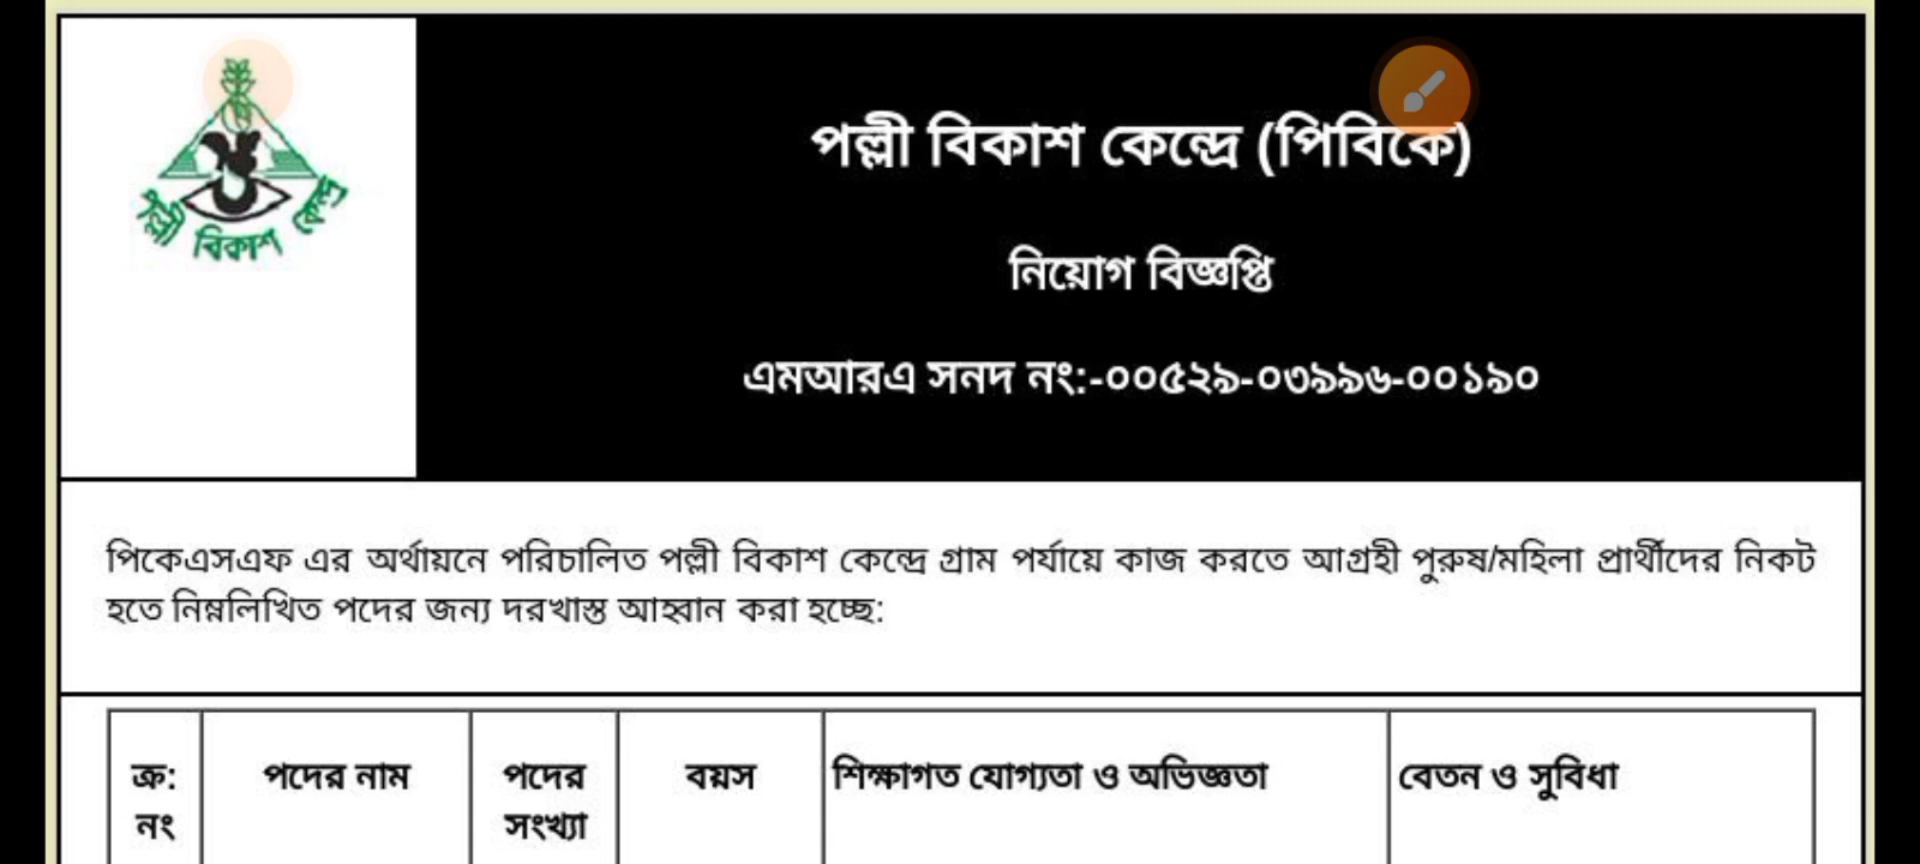 পল্লী বিকাশ কেন্দ্র
পল্লী বিকাশ কেন্দ্রে (পিবিকে)
নিয়োগ বিজ্ঞপ্তি
এমআরএ সনদ নং:-০০৫২৯-০৩৯৯৬-০০১৯০
পিকেএসএফ এর অর্থায়নে পরিচালিত পল্লী বিকাশ কেন্দ্রে গ্রাম পর্যায়ে কাজ করতে আগ্রহী পুরুষ/মহিলা প্রার্থীদের নিকট
হতে নিম্নলিখিত পদের জন্য দরখাস্ত আহ্বান করা হচ্ছে:
ক্র: পদের নাম পদের বয়স শিক্ষাগত যোগ্যতা ও অভিজ্ঞতা বেতন ও সুবিধা
নং সংখ্যা